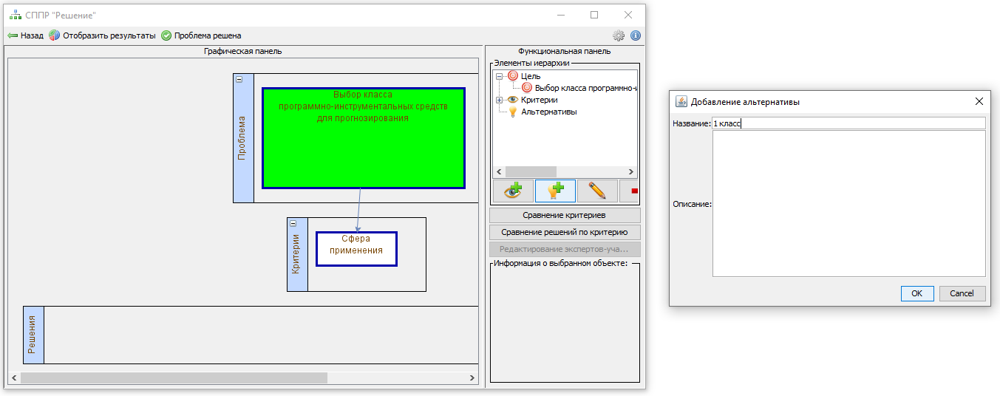 СППР "Решение"
Назад
Отобразить результаты
Проблема решена
Графическая панель
Проблема
Выбор класса
программно-инструментальных средств
для прогнозирования
Критерии
Сфера
применения
Решения
Функциональная панель
Элементы иерархии
Цель
Выбор класса программно-и
Критерии
Альтернативы
Сравнение критериев
Сравнение решений по критерию
Редактирование экспертов-уча...
Информация о выбранном объекте:
Добавление альтернативы
Название: 1 класс
Описание:
OK
Cancel